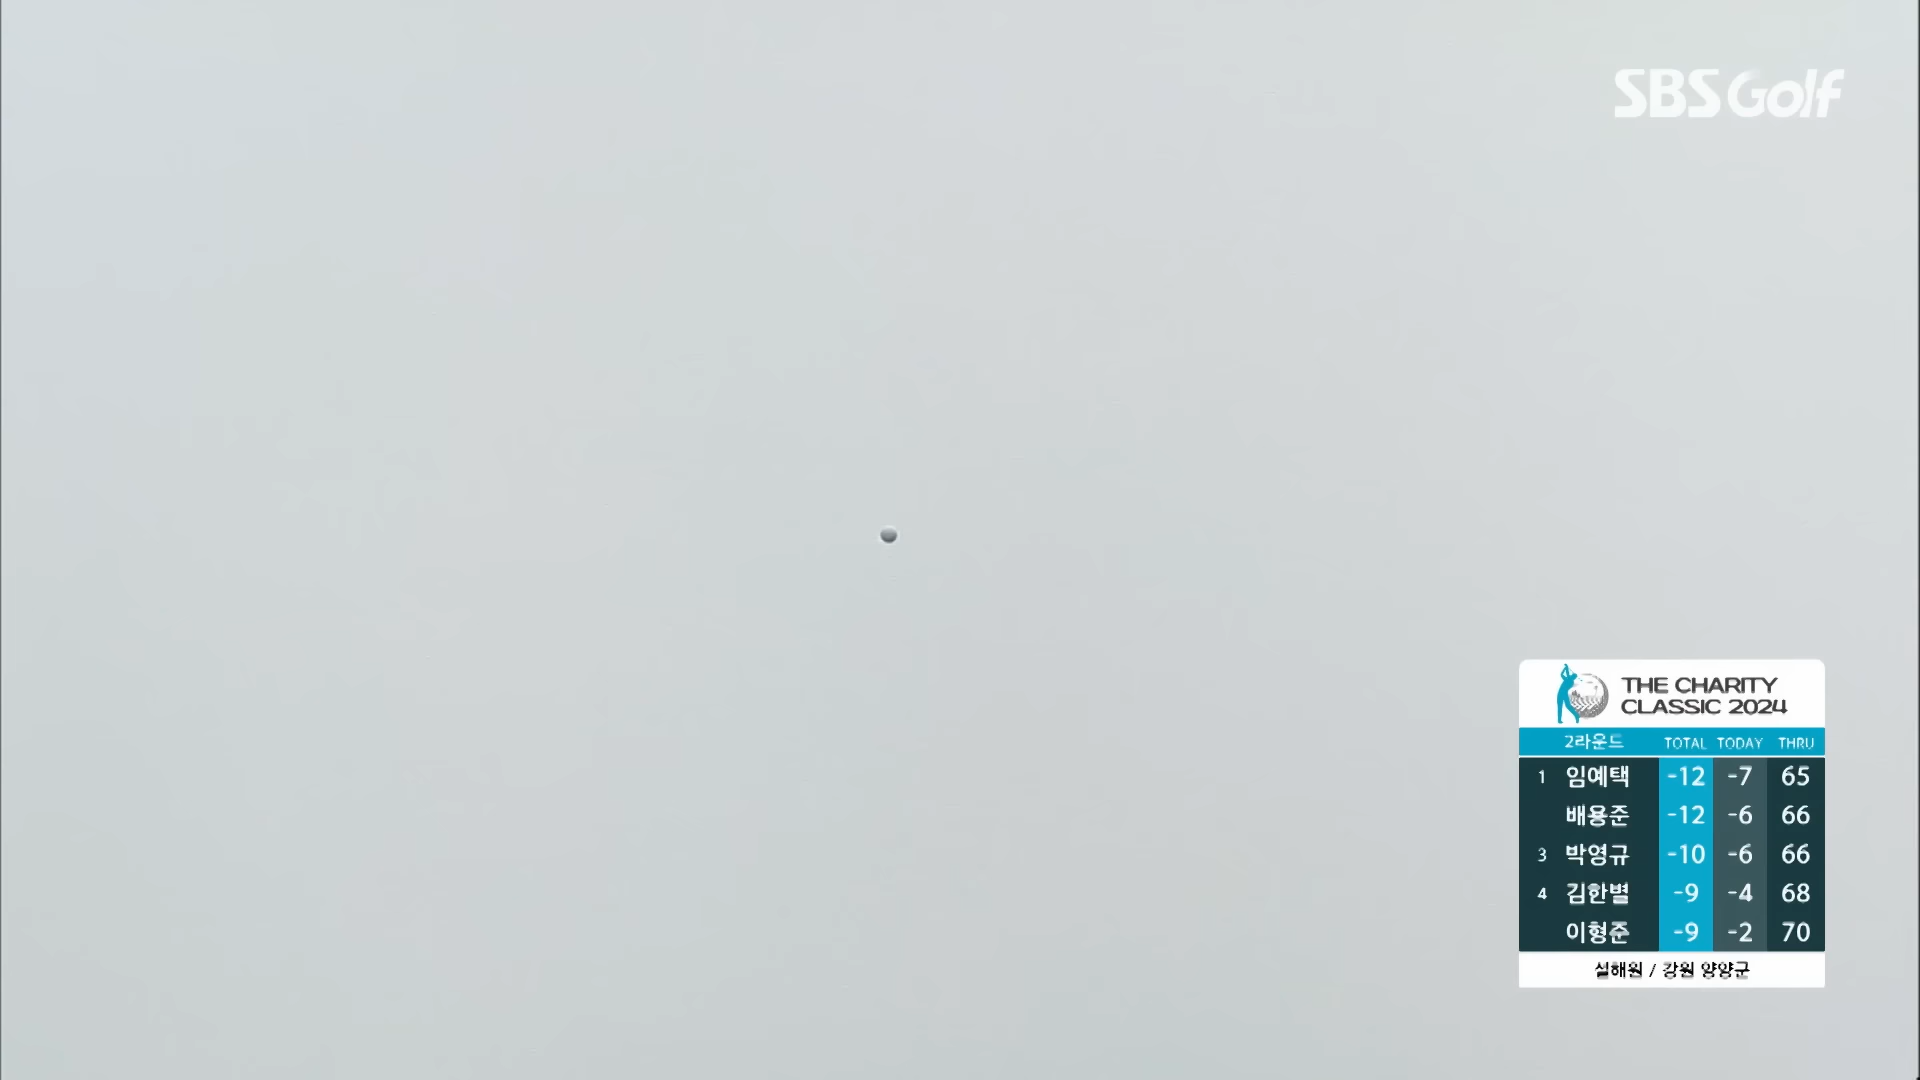 SBS Golf
THE CHARITY
CLASSIC 2024
2라운드 TOTAL TODAY THRU
1 임예택 -12 -7 65
배용준 -12 -6 66
3 박영규 -10 -6 66
4 김한별 -9 -4 68
이형준 -9 -2 70
설해원 / 강원 양양군